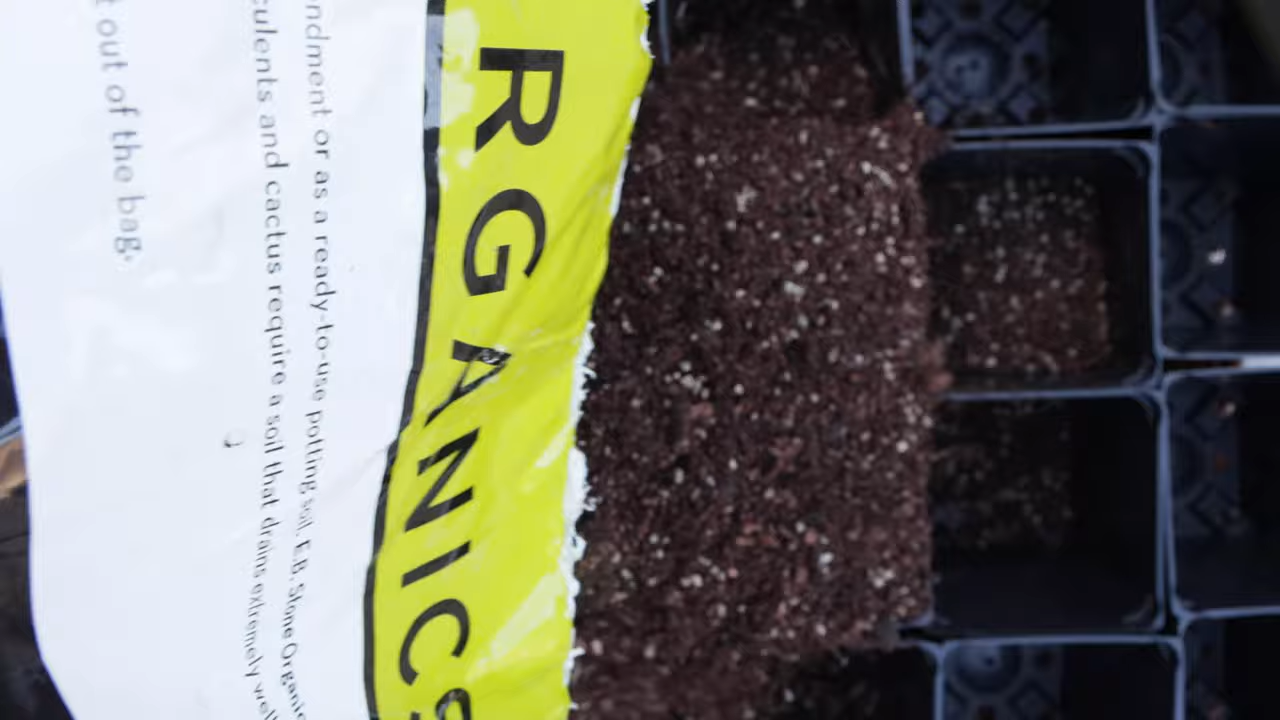 RGANICS
ndment or as a ready-to-use potting soil. E.B. Stone Organic
culents and cactus require a soil that drains extremely well
t out of the bag.